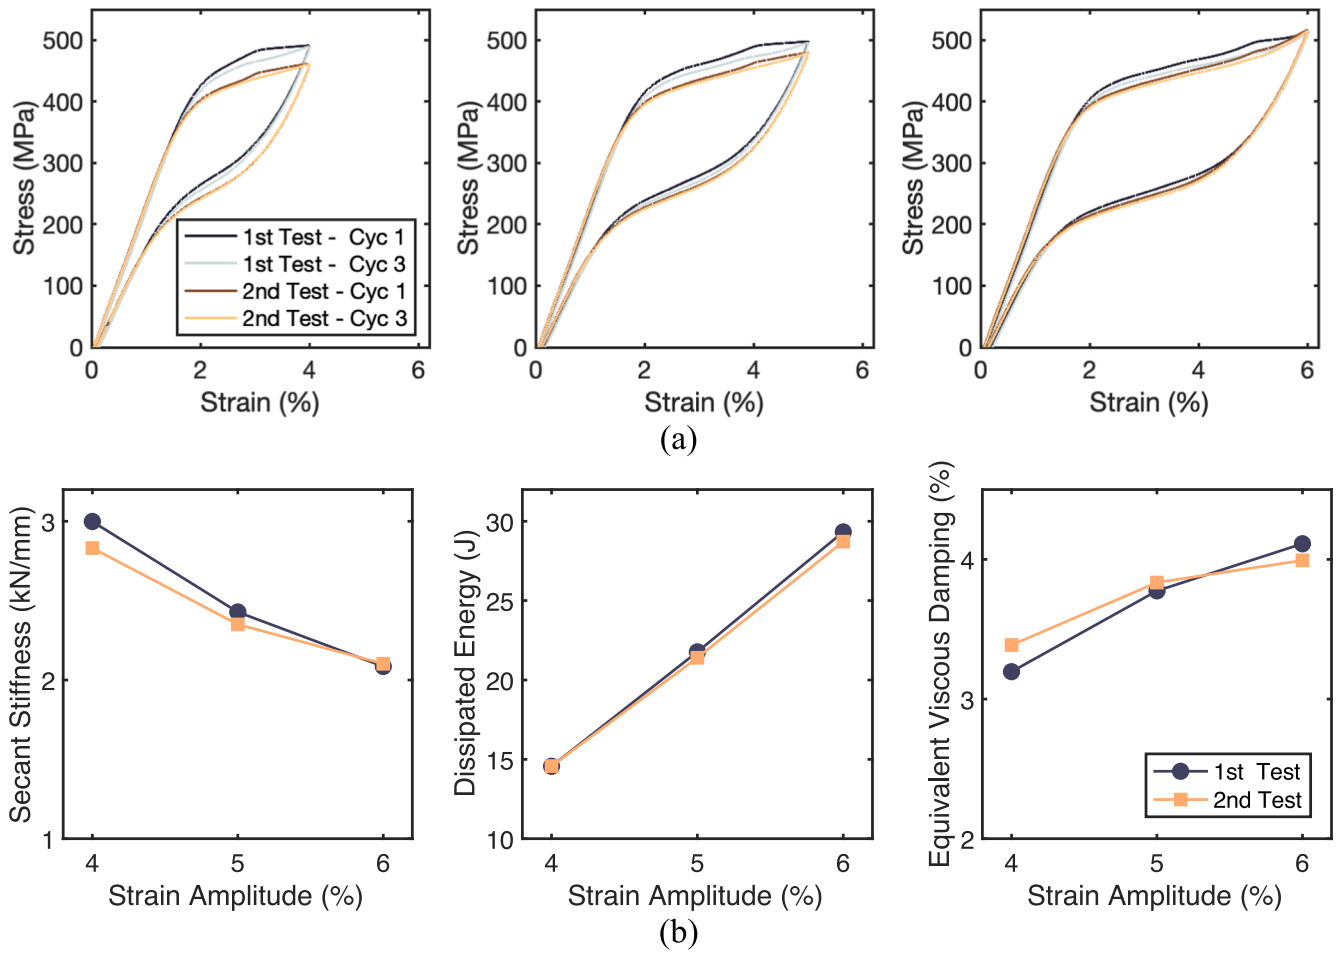 500
400
300
200
100
0
Stress (MPa)
0 2 4 6
Strain (%)
1st Test - Cyc 1
1st Test - Cyc 3
2nd Test - Cyc 1
2nd Test - Cyc 3
500
400
300
200
100
0
Stress (MPa)
0 2 4 6
Strain (%)
500
400
300
200
100
0
Stress (MPa)
0 2 4 6
Strain (%)
(a)
3
2
1
Secant Stiffness (kN/mm)
4 5 6
Strain Amplitude (%)
30
25
20
15
10
Dissipated Energy (J)
4 5 6
Strain Amplitude (%)
4
3
2
Equivalent Viscous Damping (%)
1st Test
2nd Test
4 5 6
Strain Amplitude (%)
(b)